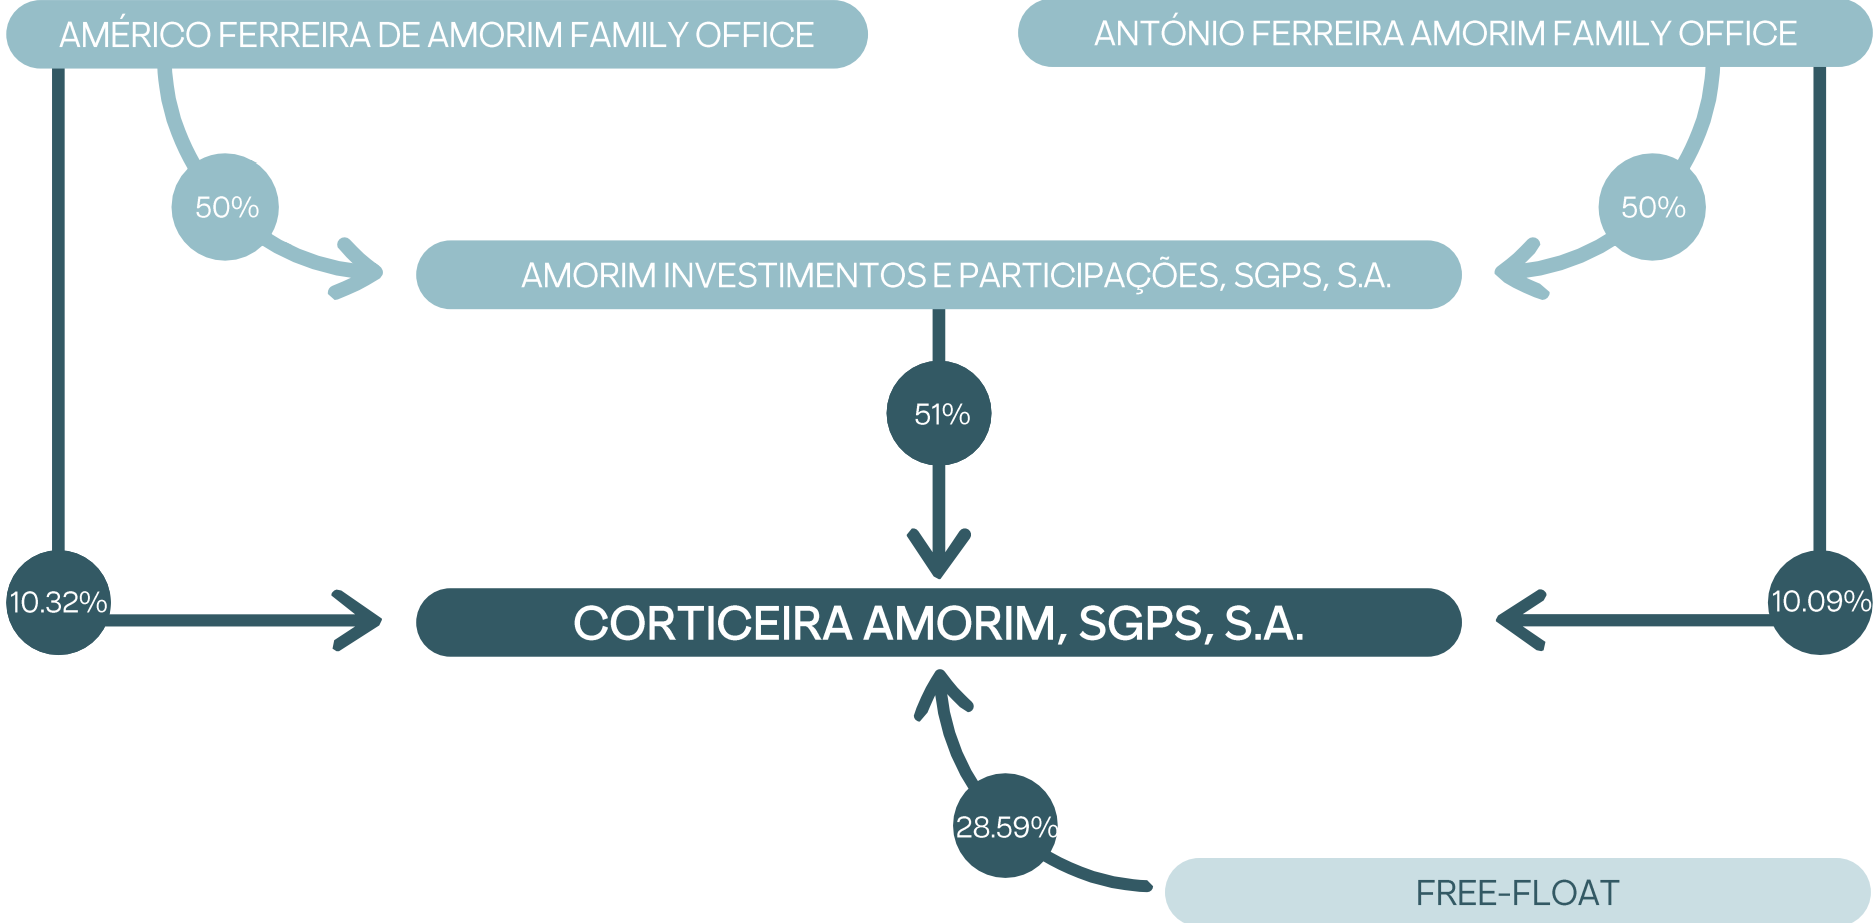 AMÉRICO FERREIRA DE AMORIM FAMILY OFFICE
ANTÓNIO FERREIRA AMORIM FAMILY OFFICE
50%
50%
AMORIM INVESTIMENTOS E PARTICIPAÇÕES, SGPS, S.A.
51%
10.32%
CORTICEIRA AMORIM, SGPS, S.A.
10.09%
28.59%
FREE-FLOAT